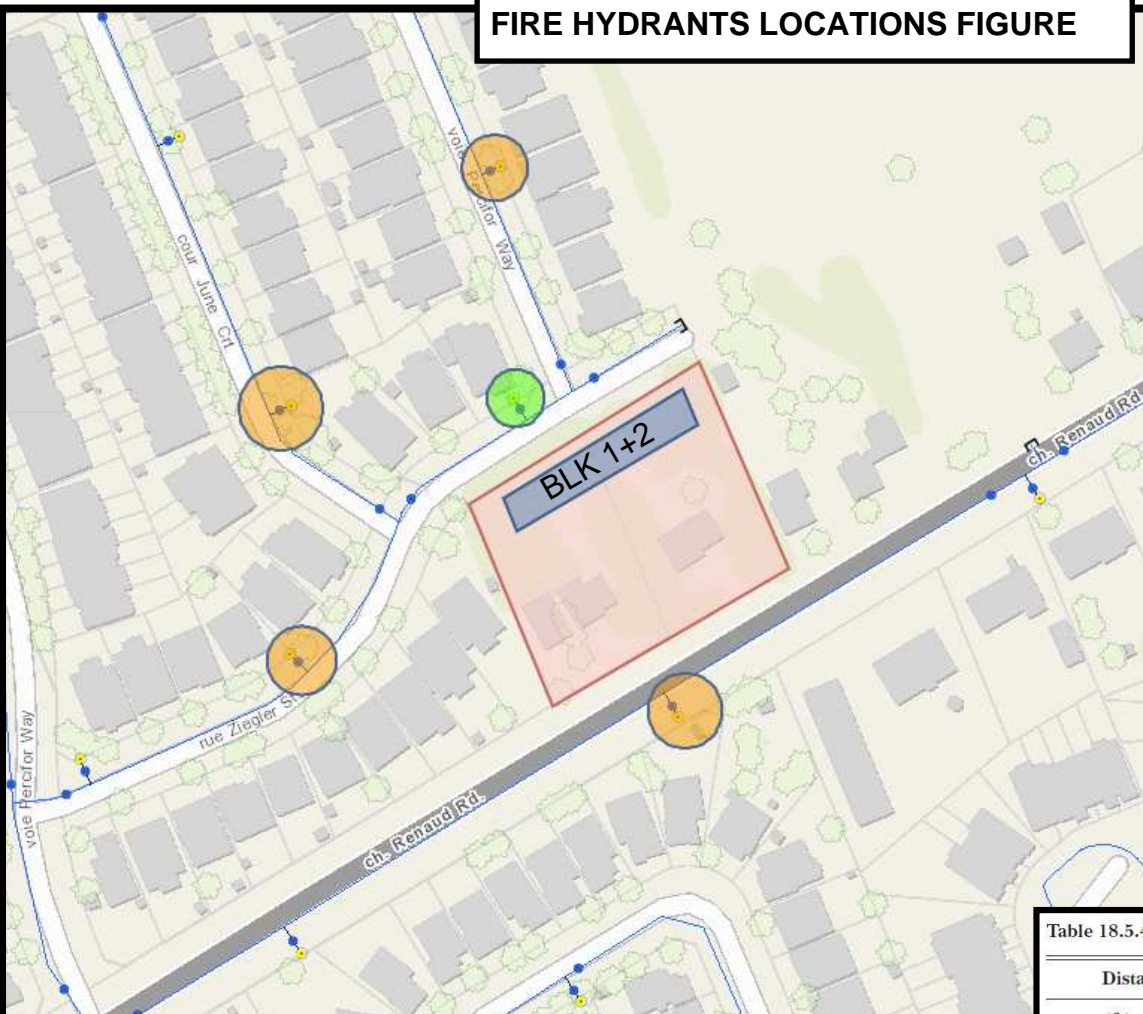 FIRE HYDRANTS LOCATIONS FIGURE
voie Percifor Way
cour June Crt.
BLK 1+2
ch. Renaud Rd.
rue Ziegler
voie Percifor Way
ch. Renaud Rd.
Table 18.5.4
Dista